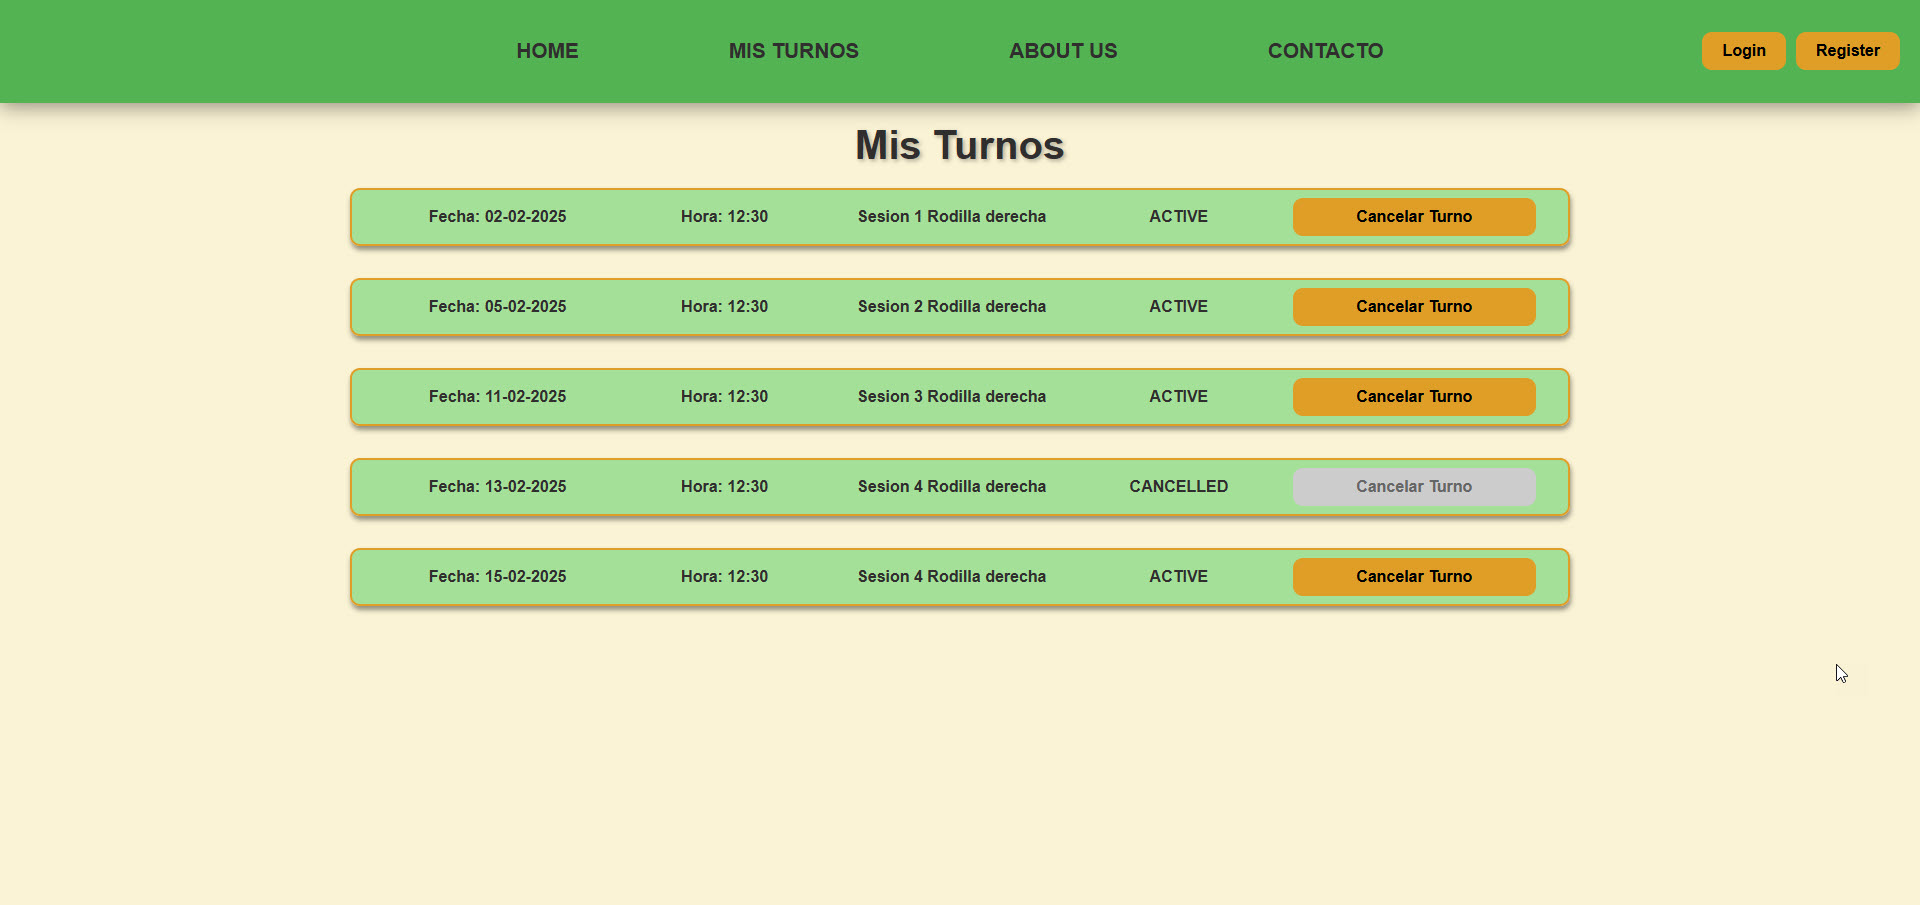 HOME MIS TURNOS ABOUT US CONTACTO Login Register
Mis Turnos
Fecha: 02-02-2025 Hora: 12:30 Sesion 1 Rodilla derecha ACTIVE Cancelar Turno
Fecha: 05-02-2025 Hora: 12:30 Sesion 2 Rodilla derecha ACTIVE Cancelar Turno
Fecha: 11-02-2025 Hora: 12:30 Sesion 3 Rodilla derecha ACTIVE Cancelar Turno
Fecha: 13-02-2025 Hora: 12:30 Sesion 4 Rodilla derecha CANCELLED Cancelar Turno
Fecha: 15-02-2025 Hora: 12:30 Sesion 4 Rodilla derecha ACTIVE Cancelar Turno